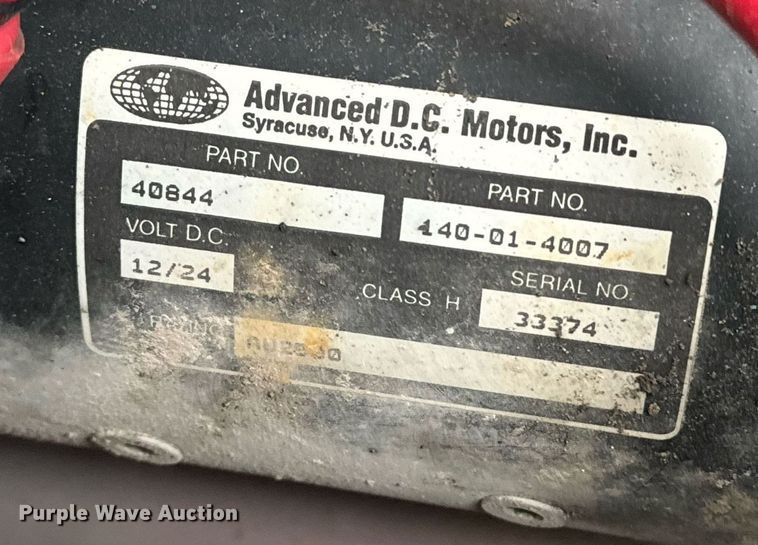 Advanced D.C. Motors, Inc.
Syracuse, N.Y. U.S.A.
PART NO.
40844
PART NO.
140-01-4007
VOLT D.C.
12/24
CLASS H
SERIAL NO.
33374
Purple Wave Auction